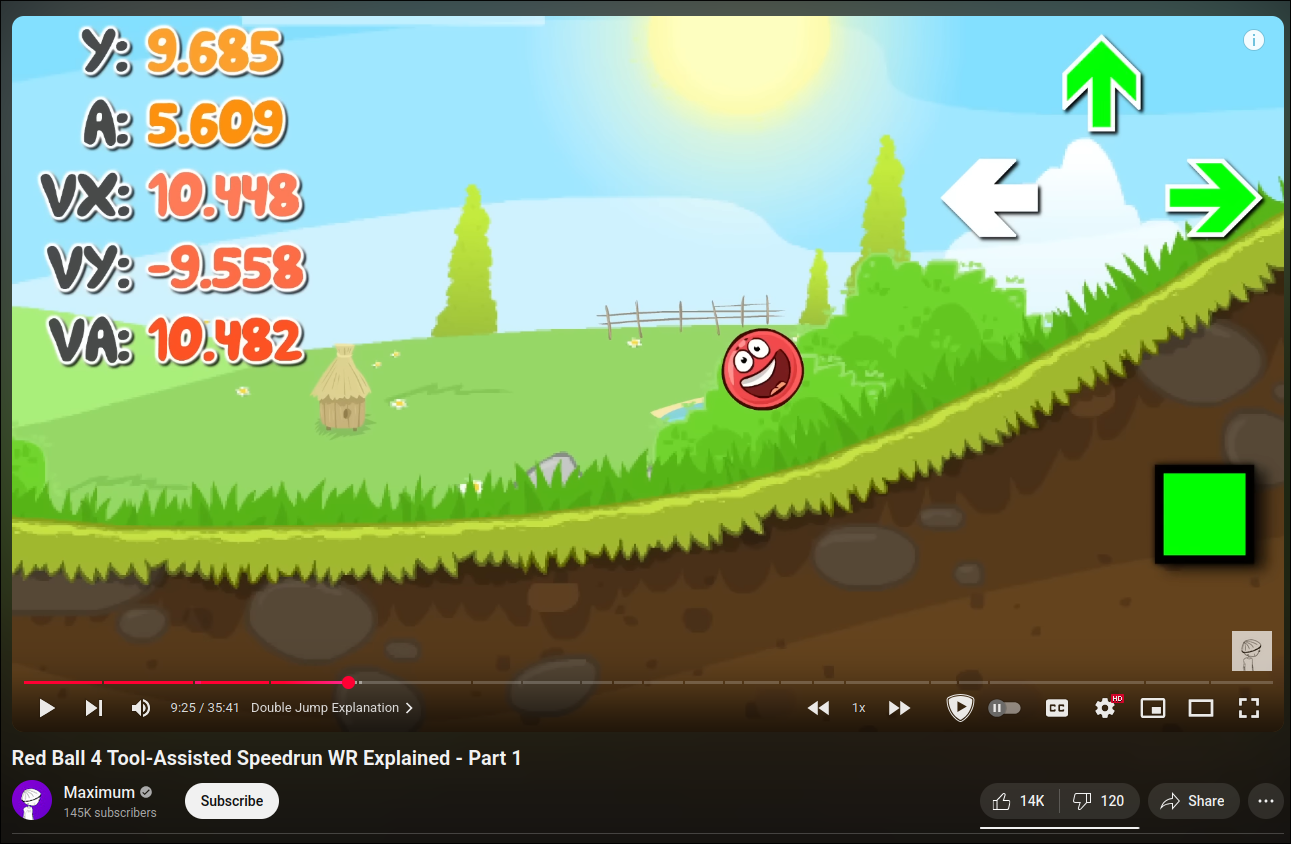 Y: 9.685
A: 5.609
VX: 10.448
VY: -9.558
VA: 10.482
i
9:25 / 35:41 Double Jump Explanation
1x
CC
HD
Red Ball 4 Tool-Assisted Speedrun WR Explained - Part 1
Maximum
145K subscribers
Subscribe
14K
120
Share